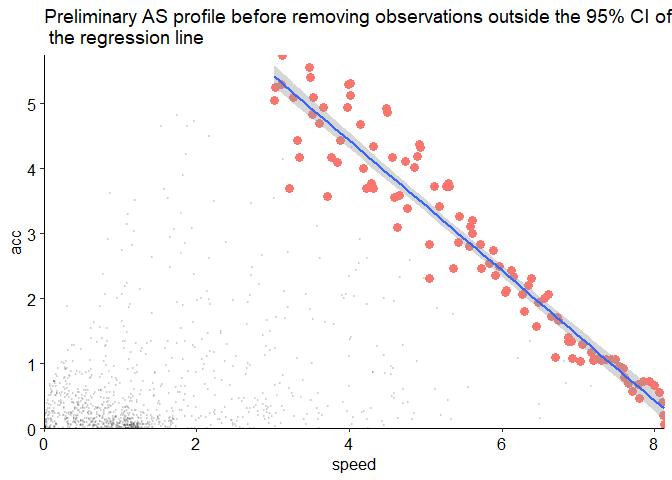 Preliminary AS profile before removing observations outside the 95% CI of
the regression line
5
4
3
2
1
0
acc
0 2 4 6 8
speed